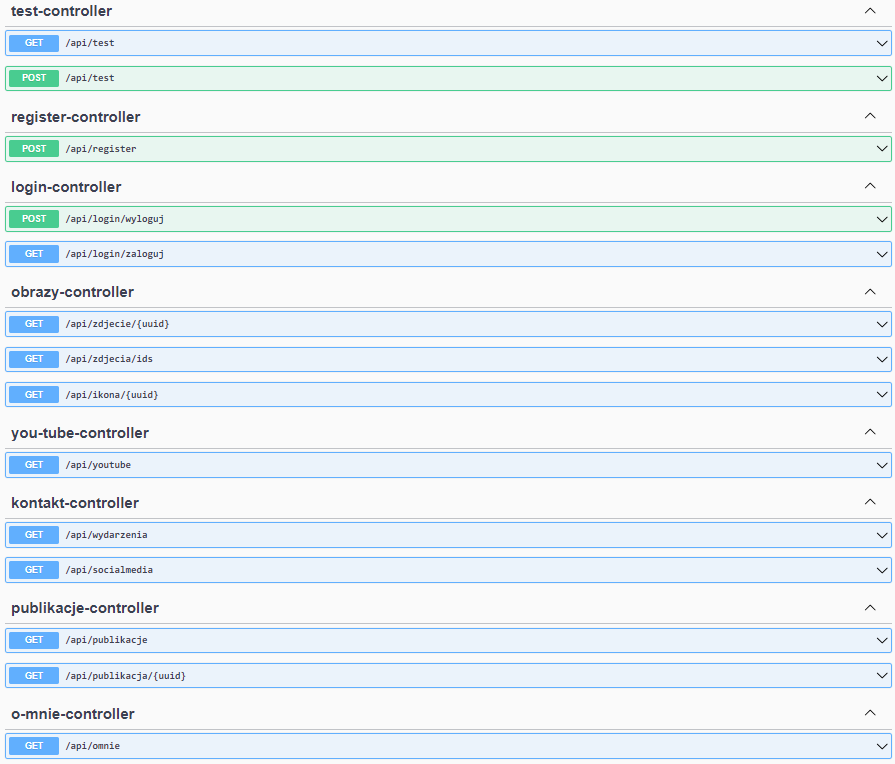 test-controller
GET /api/test
POST /api/test
register-controller
POST /api/register
login-controller
POST /api/login/wyloguj
GET /api/login/zaloguj
obrazy-controller
GET /api/zdjecie/{uuid}
GET /api/zdjecia/ids
GET /api/ikona/{uuid}
you-tube-controller
GET /api/youtube
kontakt-controller
GET /api/wydarzenia
GET /api/socialmedia
publikacje-controller
GET /api/publikacje
GET /api/publikacja/{uuid}
o-mnie-controller
GET /api/omnie